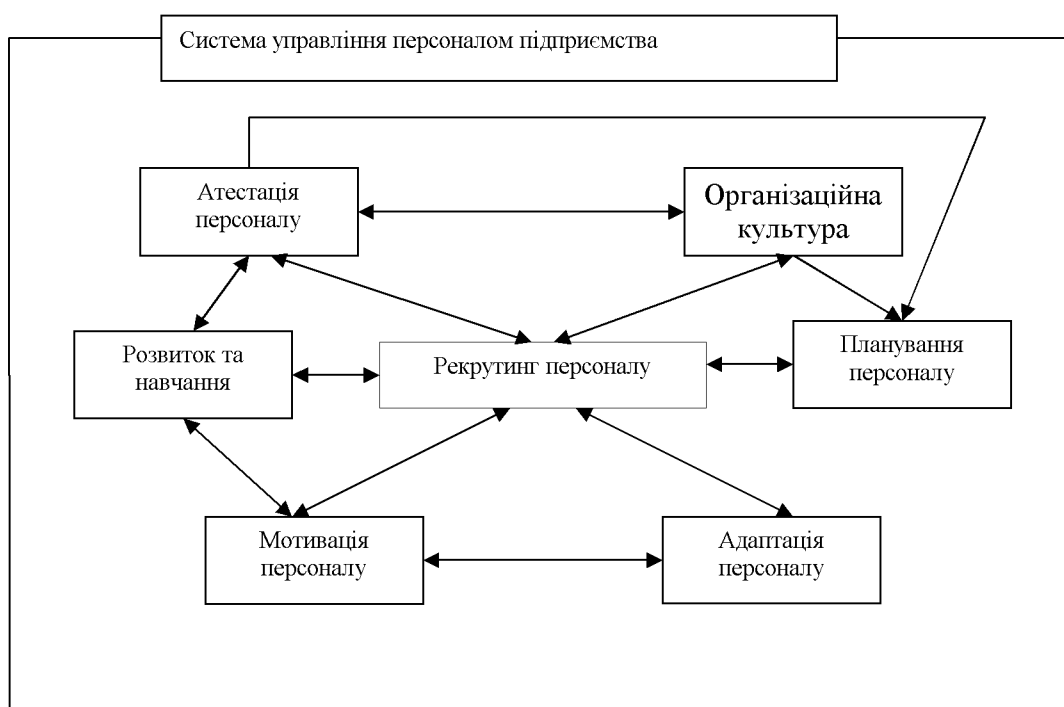 Система управління персоналом підприємства
Атестація
персоналу
Організаційна
культура
Розвиток та
навчання
Рекрутинг персоналу
Планування
персоналу
Мотивація
персоналу
Адаптація
персоналу